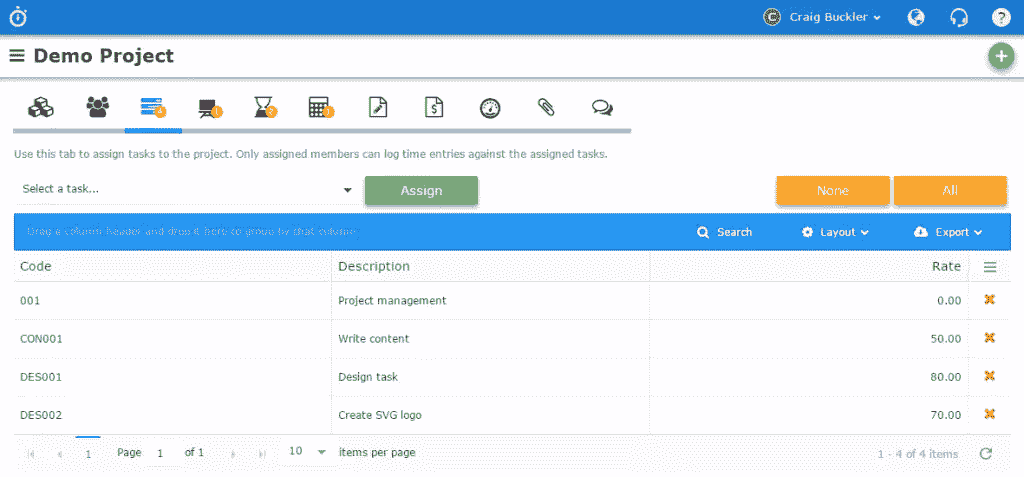 Craig Buckler
Demo Project
Use this tab to assign tasks to the project. Only assigned members can log time entries against the assigned tasks.
Select a task... Assign None All
Drag a column header and drop it here to group by that column Search Layout Export
Code Description Rate
001 Project management 0.00
CON001 Write content 50.00
DES001 Design task 80.00
DES002 Create SVG logo 70.00
1 Page 1 of 1 10 items per page 1 - 4 of 4 items